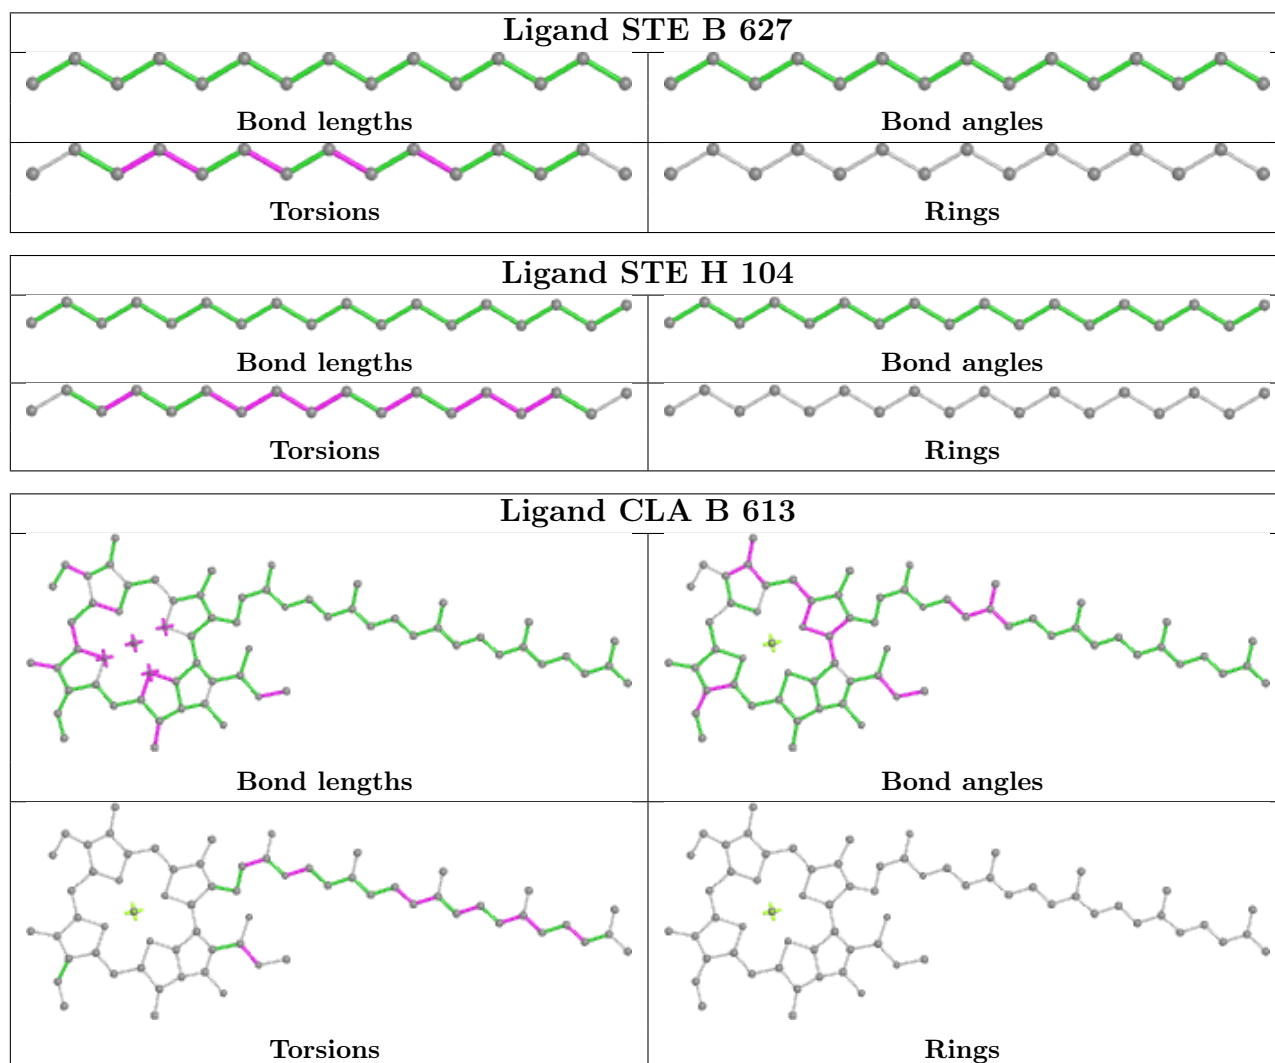 Ligand STE B 627
Bond lengths Bond angles
Torsions Rings
Ligand STE H 104
Bond lengths Bond angles
Torsions Rings
Ligand CLA B 613
Bond lengths Bond angles
Torsions Rings